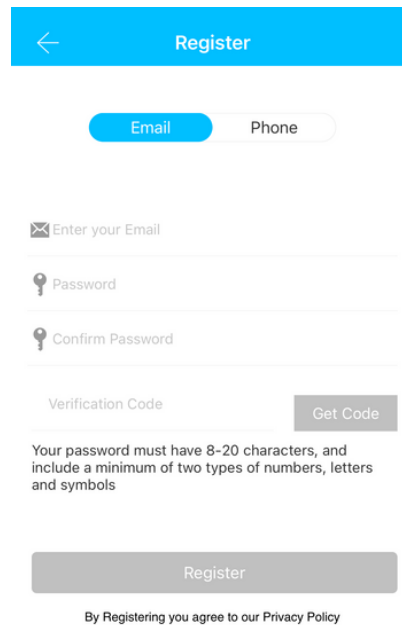 Register
Email
Phone
Enter your Email
Password
Confirm Password
Verification Code
Get Code
Your password must have 8-20 characters, and
include a minimum of two types of numbers, letters
and symbols
Register
By Registering you agree to our Privacy Policy